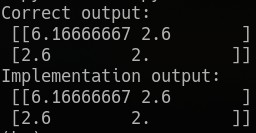 Correct output:
[[6.16666667 2.6       ]
[2.6        2.        ]]
Implementation output:
[[6.16666667 2.6       ]
[2.6        2.        ]]